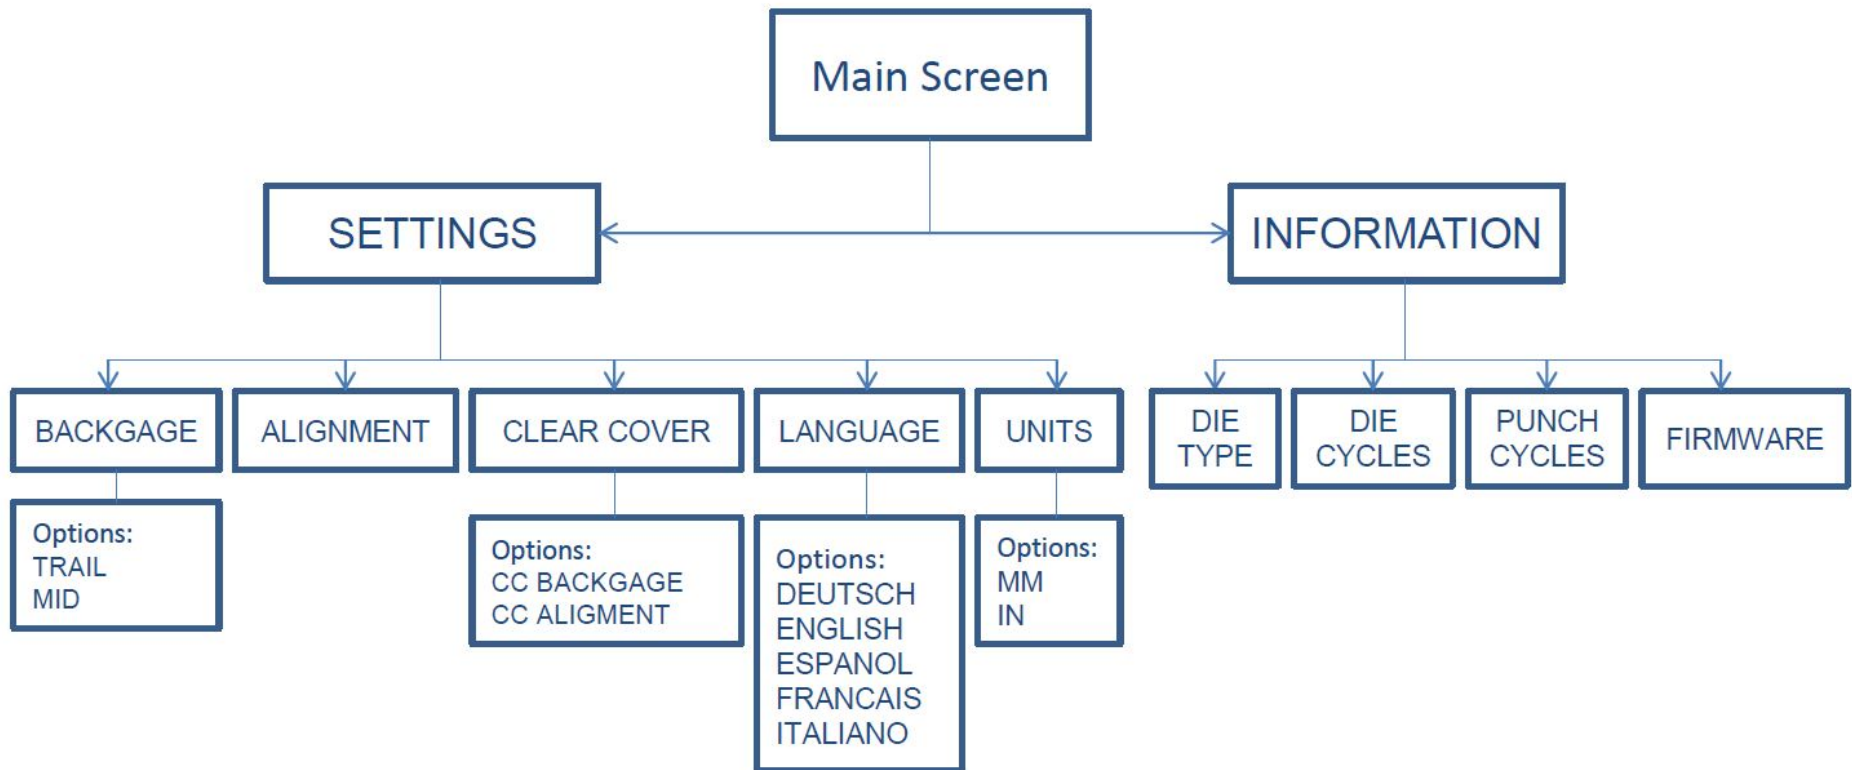 Main Screen
SETTINGS
INFORMATION
BACKGAGE
ALIGNMENT
CLEAR COVER
LANGUAGE
UNITS
DIE
TYPE
DIE
CYCLES
PUNCH
CYCLES
FIRMWARE
Options:
TRAIL
MID
Options:
CC BACKGAGE
CC ALIGMENT
Options:
DEUTSCH
ENGLISH
ESPANOL
FRANCAIS
ITALIANO
Options:
MM
IN